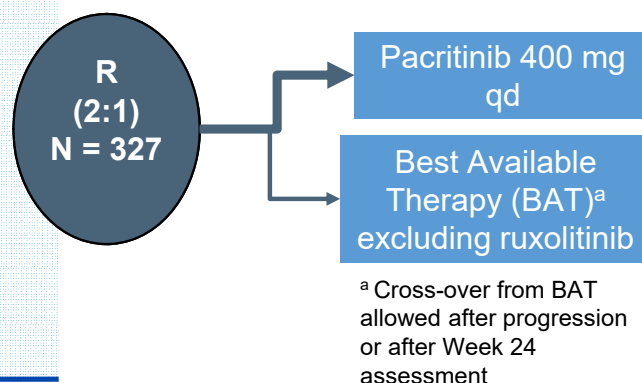 R
(2:1)
N = 327
Pacritinib 400 mg
qd
Best Available
Therapy (BAT)ª
excluding ruxolitinib
ª Cross-over from BAT
allowed after progression
or after Week 24
assessment